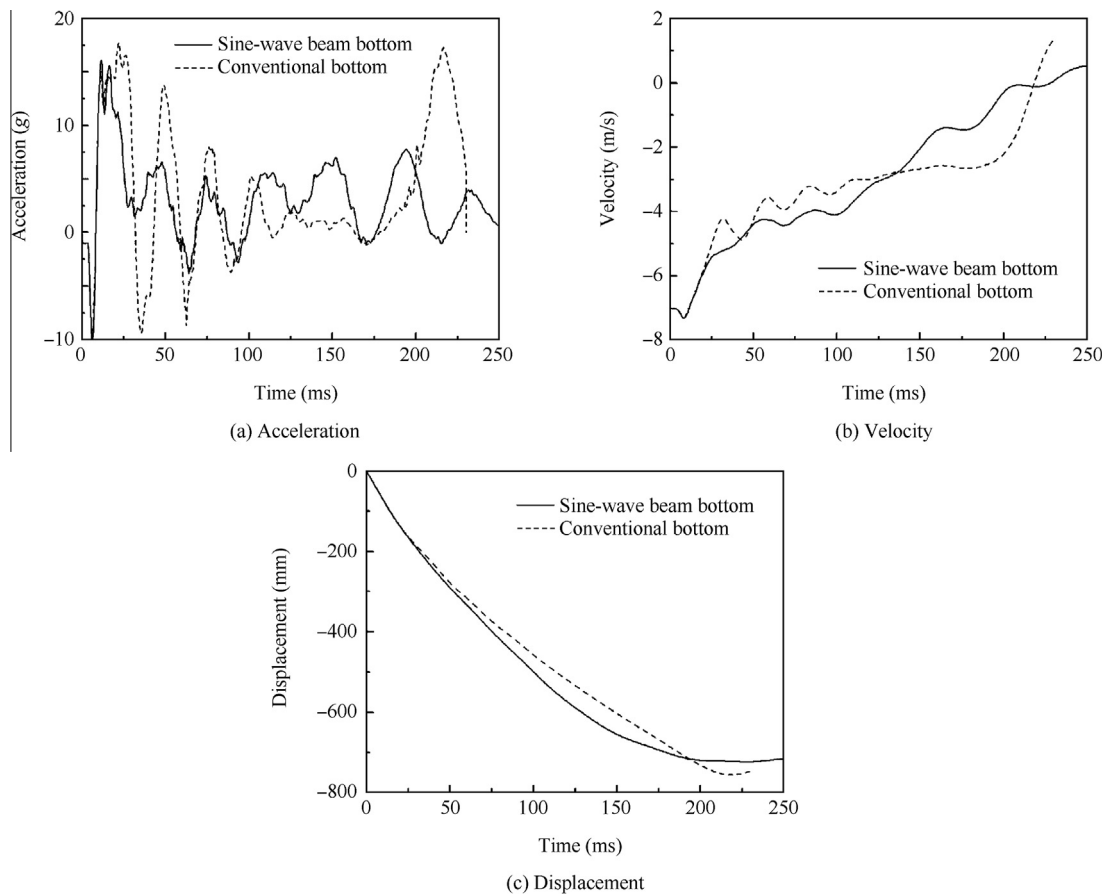 20
15
10
5
0
−10
Acceleration (g)
Sine-wave beam bottom
Conventional bottom
0
50
100
150
200
250
Time (ms)
(a) Acceleration
2
0
−2
−4
−6
−8
Velocity (m/s)
Sine-wave beam bottom
Conventional bottom
0
50
100
150
200
250
Time (ms)
(b) Velocity
0
−200
−400
−600
−800
Displacement (mm)
Sine-wave beam bottom
Conventional bottom
0
50
100
150
200
250
Time (ms)
(c) Displacement